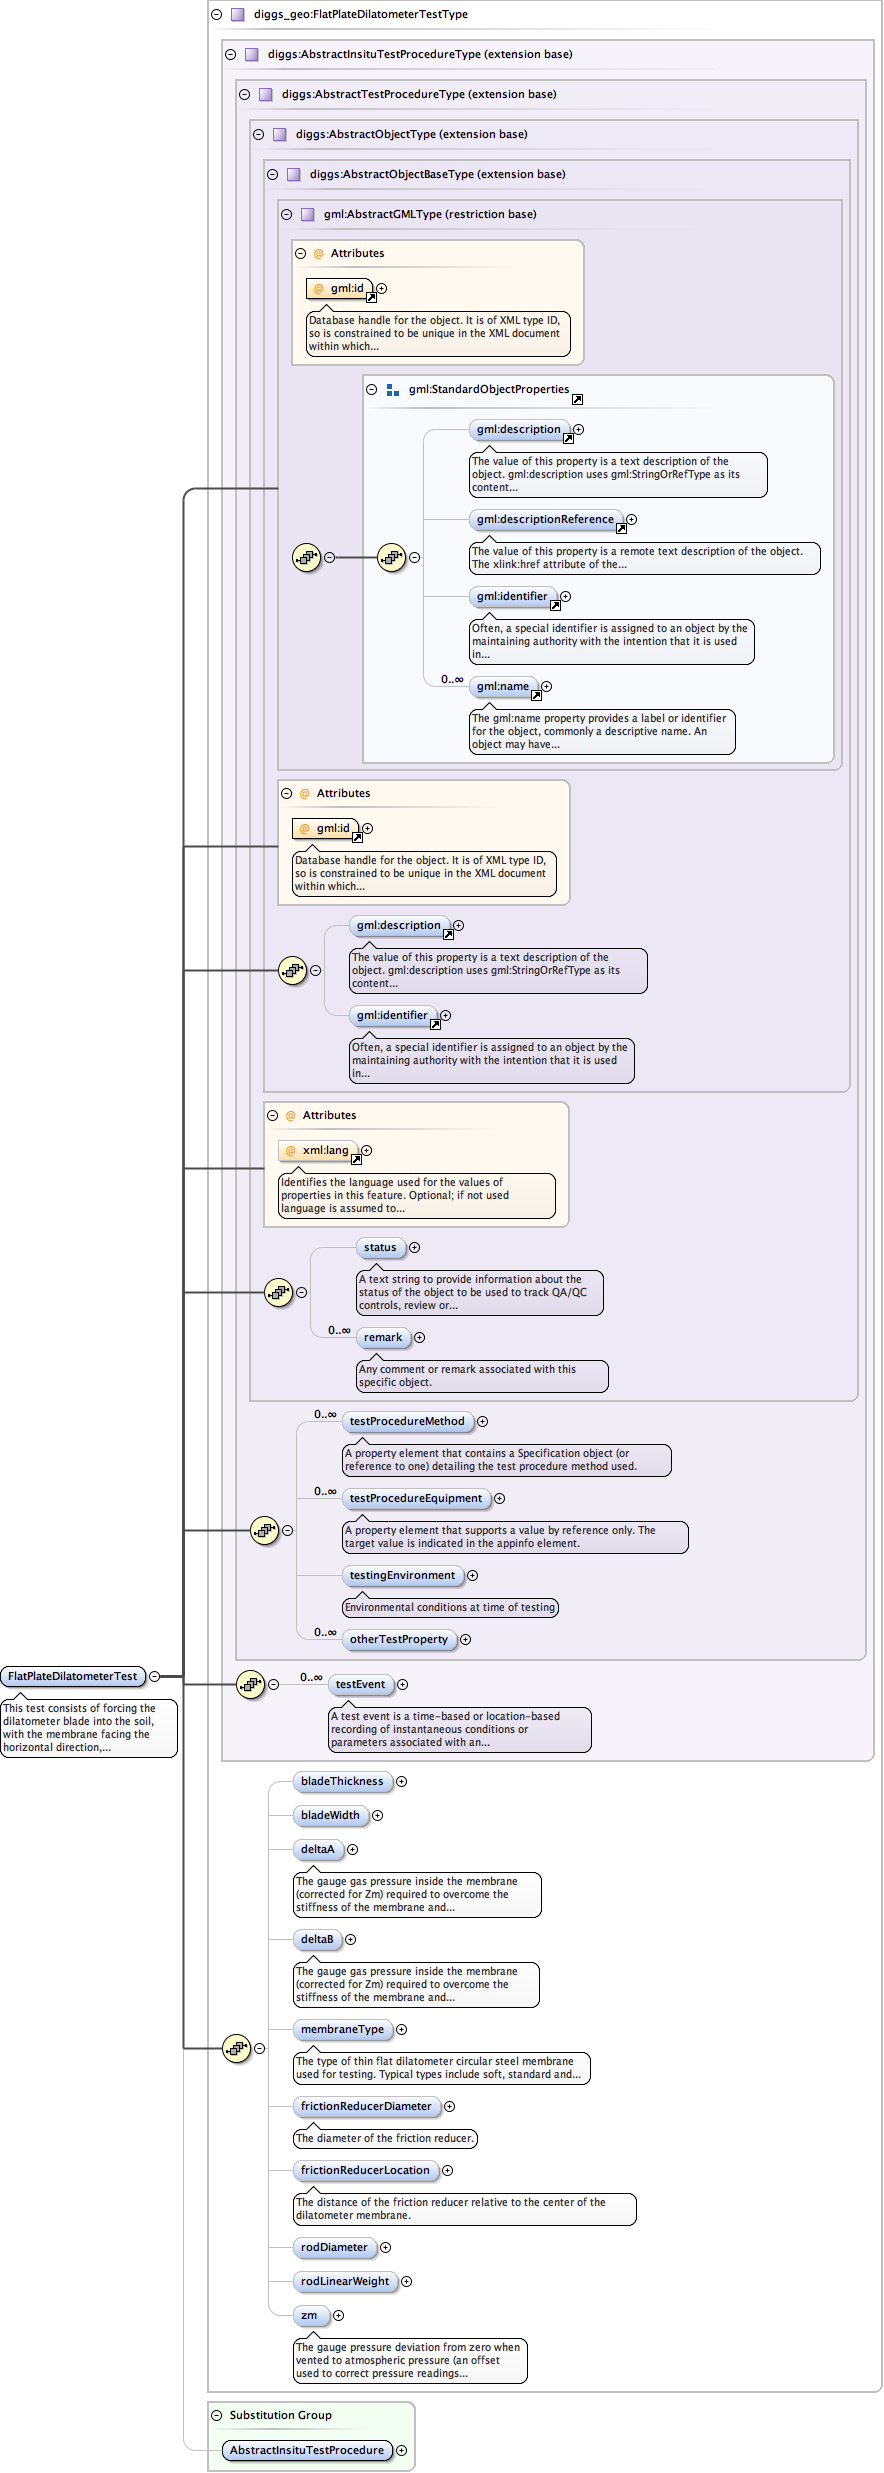 diggs_geo:FlatPlateDilatometerTestType
diggs:AbstractInsituTestProcedureType (extension base)
diggs:AbstractTestProcedureType (extension base)
diggs:AbstractObjectType (extension base)
diggs:AbstractObjectBaseType (extension base)
gml:AbstractGMLType (restriction base)
@ Attributes
@ gml:id
Database handle for the object. It is of XML type ID,
so is constrained to be unique in the XML document
within which...
gml:StandardObjectProperties
gml:description
The value of this property is a text description of the
object. gml:description uses gml:StringOrRefType as its
content...
gml:descriptionReference
The value of this property is a remote text description of the object.
The xlink:href attribute of the...
gml:identifier
Often, a special identifier is assigned to an object by the
maintaining authority with the intention that it is used
in...
0..∞
gml:name
The gml:name property provides a label or identifier
for the object, commonly a descriptive name. An
object may have...
@ Attributes
@ gml:id
Database handle for the object. It is of XML type ID,
so is constrained to be unique in the XML document
within which...
gml:description
The value of this property is a text description of the
object. gml:description uses gml:StringOrRefType as its
content...
gml:identifier
Often, a special identifier is assigned to an object by the
maintaining authority with the intention that it is used
in...
@ Attributes
@ xml:lang
Identifies the language used for the values of
properties in this feature. Optional; if not used
language is assumed to...
status
A text string to provide information about the
status of the object to be used to track QA/QC
controls, review or...
0..∞
remark
Any comment or remark associated with this
specific object.
0..∞
testProcedureMethod
A property element that contains a Specification object (or
reference to one) detailing the test procedure method used.
0..∞
testProcedureEquipment
A property element that supports a value by reference only. The
target value is indicated in the appinfo element.
testingEnvironment
Environmental conditions at time of testing
0..∞
otherTestProperty
FlatPlateDilatometerTest
This test consists of forcing the
dilatometer blade into the soil,
with the membrane facing the
horizontal direction,...
0..∞
testEvent
A test event is a time-based or location-based
recording of instantaneous conditions or
parameters associated with an...
bladeThickness
bladeWidth
deltaA
The gauge gas pressure inside the membrane
(corrected for Zm) required to overcome the
stiffness of the membrane and...
deltaB
The gauge gas pressure inside the membrane
(corrected for Zm) required to overcome the
stiffness of the membrane and...
membraneType
The type of thin flat dilatometer circular steel membrane
used for testing. Typical types include soft, standard and...
frictionReducerDiameter
The diameter of the friction reducer.
frictionReducerLocation
The distance of the friction reducer relative to the center of the
dilatometer membrane.
rodDiameter
rodLinearWeight
zm
The gauge pressure deviation from zero when
vented to atmospheric pressure (an offset
used to correct pressure readings...
Substitution Group
AbstractInsituTestProcedure